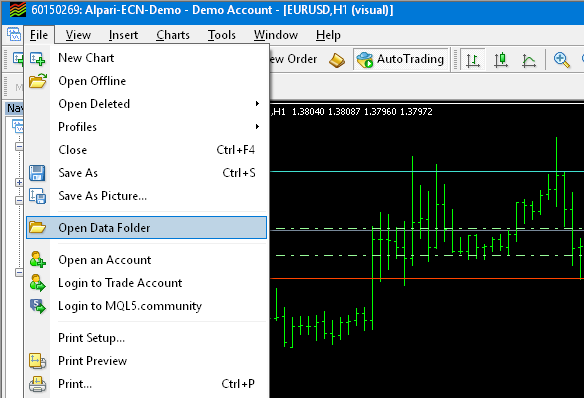 60150269: Alpari-ECN-Demo - Demo Account - [EURUSD,H1 (visual)]
File View Insert Charts Tools Window Help
New Chart
Order
AutoTrading
Open Offline
Open Deleted
Nav
,H1 1.38040 1.38087 1.37960 1.37972
Profiles
Close Ctrl+F4
Save As Ctrl+S
Save As Picture...
Open Data Folder
Open an Account
Login to Trade Account
Login to MQL5.community
Print Setup...
Print Preview
Print... Ctrl+P